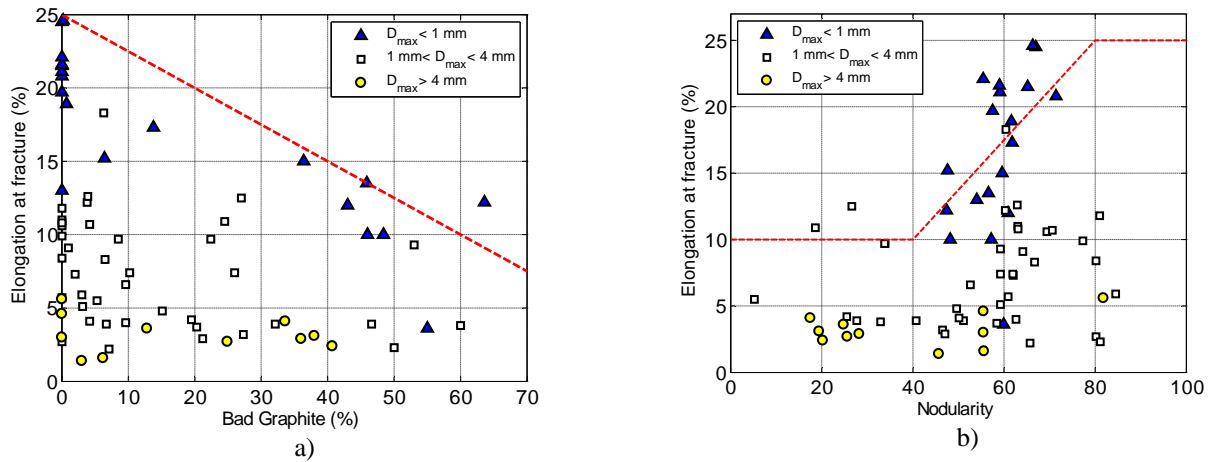 25
20
15
10
5
0
0 10 20 30 40 50 60 70
Elongation at fracture (%)
Bad Graphite (%)
D_max < 1 mm
1 mm< D_max < 4 mm
D_max > 4 mm
a)
25
20
15
10
5
0
0 20 40 60 80 100
Elongation at fracture (%)
Nodularity
D_max < 1 mm
1 mm< D_max < 4 mm
D_max > 4 mm
b)